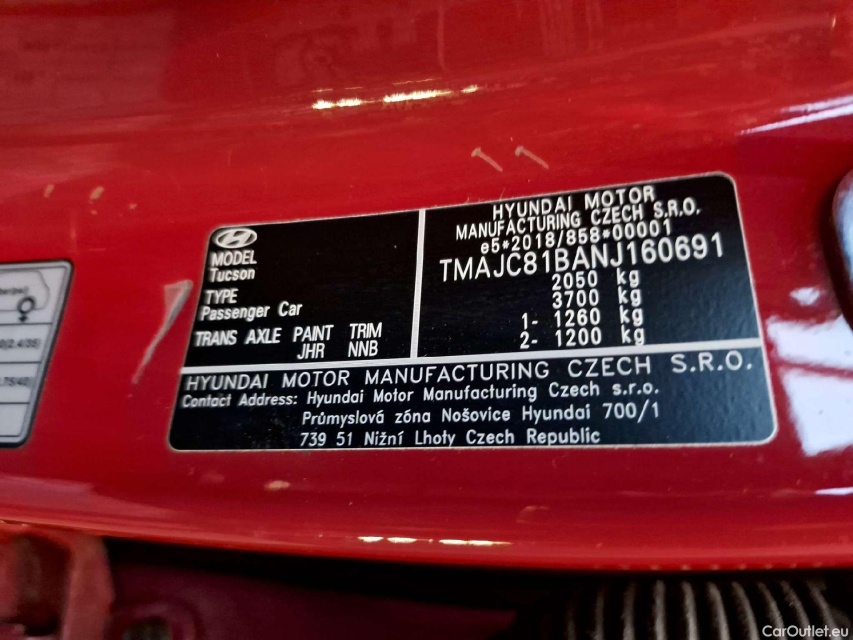 HYUNDAI MOTOR
MANUFACTURING CZECH S.R.O.
e5*2018/858*00001
TMAJC81BANJ160691
2050 kg
3700 kg
1- 1260 kg
2- 1200 kg
MODEL
Tucson
TYPE
Passenger Car
TRANS AXLE PAINT TRIM
JHR NNB
HYUNDAI MOTOR MANUFACTURING CZECH S.R.O.
Contact Address: Hyundai Motor Manufacturing Czech s.r.o.
Průmyslová zóna Nošovice Hyundai 700/1
739 51 Nižní Lhoty Czech Republic
CarOutlet.eu